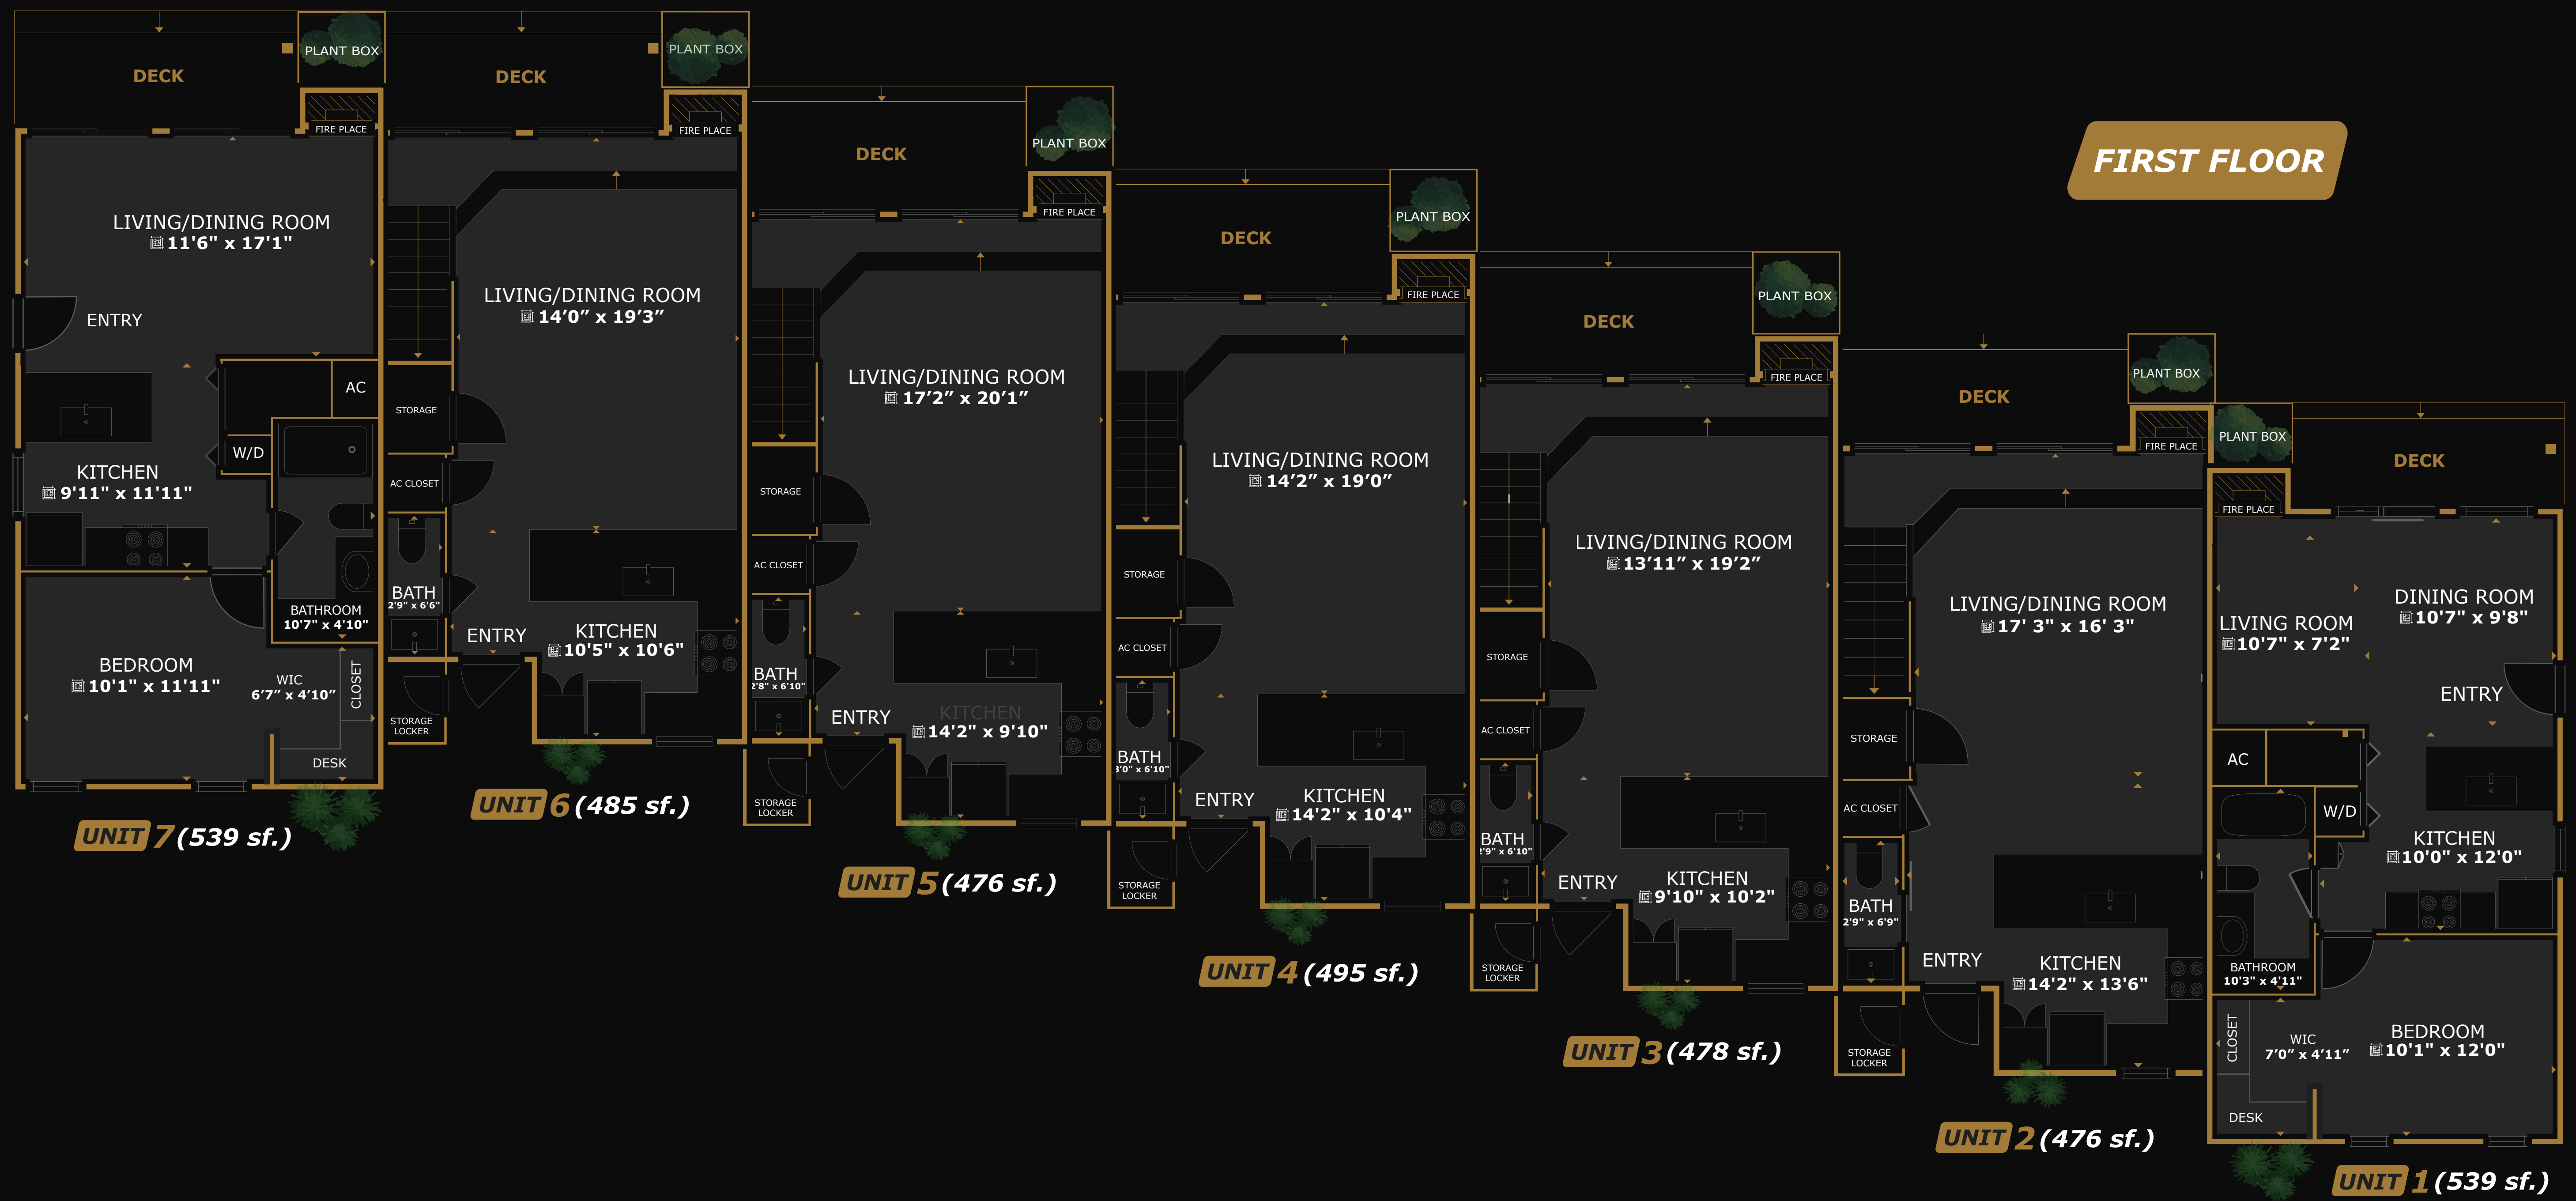 FIRST FLOOR
DECK
PLANT BOX
FIRE PLACE
LIVING/DINING ROOM
11'6" x 17'1"
ENTRY
AC
W/D
KITCHEN
9'11" x 11'11"
BATHROOM
10'7" x 4'10"
BEDROOM
10'1" x 11'11"
WIC
6'7" x 4'10"
CLOSET
DESK
UNIT 7 (539 sf.)
DECK
PLANT BOX
FIRE PLACE
LIVING/DINING ROOM
14'0" x 19'3"
STORAGE
AC CLOSET
BATH
2'9" x 6'6"
ENTRY
KITCHEN
10'5" x 10'6"
STORAGE
LOCKER
UNIT 6 (485 sf.)
DECK
PLANT BOX
FIRE PLACE
LIVING/DINING ROOM
17'2" x 20'1"
STORAGE
AC CLOSET
BATH
2'8" x 6'10"
ENTRY
KITCHEN
14'2" x 9'10"
STORAGE
LOCKER
UNIT 5 (476 sf.)
DECK
PLANT BOX
FIRE PLACE
LIVING/DINING ROOM
14'2" x 19'0"
STORAGE
AC CLOSET
BATH
3'0" x 6'10"
ENTRY
KITCHEN
14'2" x 10'4"
STORAGE
LOCKER
UNIT 4 (495 sf.)
DECK
PLANT BOX
FIRE PLACE
LIVING/DINING ROOM
13'11" x 19'2"
STORAGE
AC CLOSET
BATH
2'9" x 6'10"
ENTRY
KITCHEN
9'10" x 10'2"
STORAGE
LOCKER
UNIT 3 (478 sf.)
DECK
PLANT BOX
FIRE PLACE
LIVING/DINING ROOM
17' 3" x 16' 3"
STORAGE
AC CLOSET
BATH
2'9" x 6'9"
ENTRY
KITCHEN
14'2" x 13'6"
STORAGE
LOCKER
UNIT 2 (476 sf.)
PLANT BOX
DECK
FIRE PLACE
DINING ROOM
10'7" x 9'8"
LIVING ROOM
10'7" x 7'2"
ENTRY
AC
W/D
KITCHEN
10'0" x 12'0"
BATHROOM
10'3" x 4'11"
CLOSET
WIC
7'0" x 4'11"
BEDROOM
10'1" x 12'0"
DESK
UNIT 1 (539 sf.)